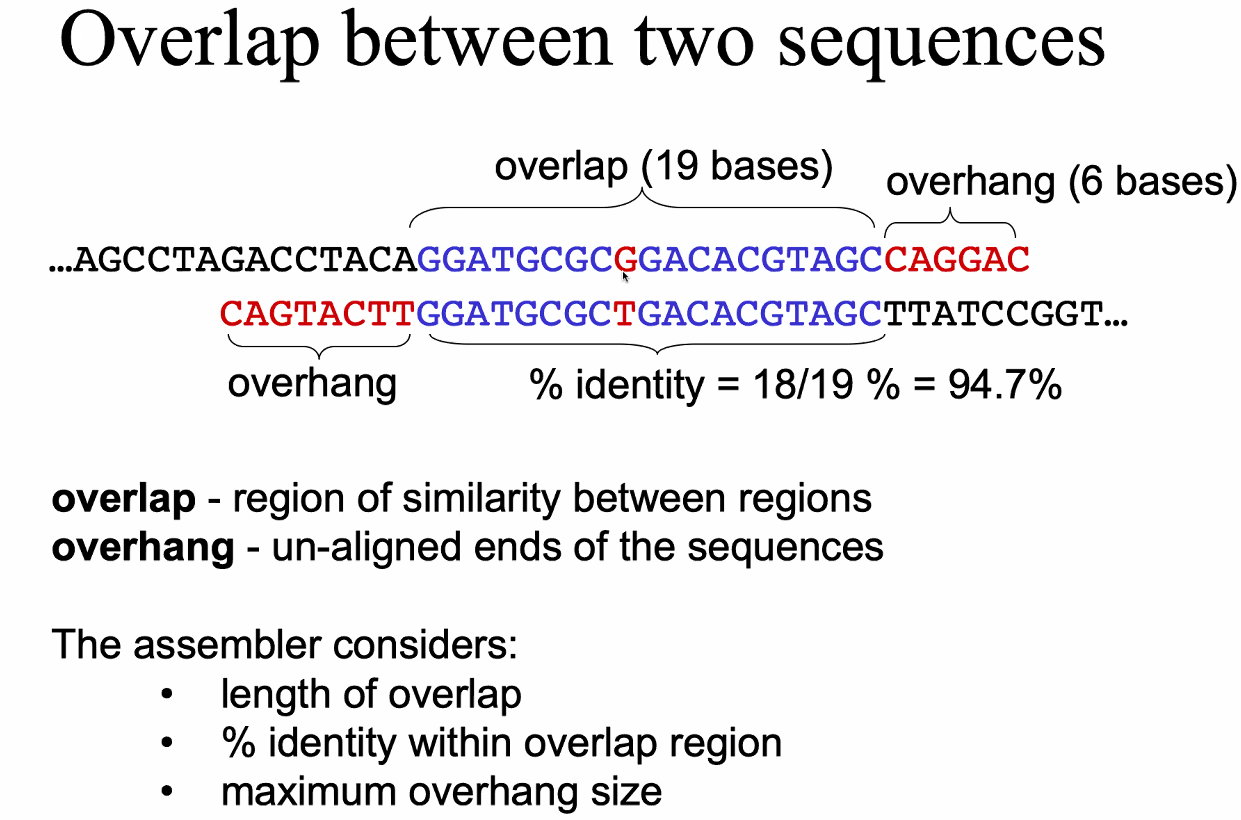 Overlap between two sequences
overlap (19 bases)
overhang (6 bases)
…AGCCTAGACCTACAGGATGCGCGGACACGTAGCCAGGAC
CAGTACTTGGATGCGCTGACACGTAGCTTATCCGGT…
overhang
% identity = 18/19 % = 94.7%
overlap - region of similarity between regions
overhang - un-aligned ends of the sequences
The assembler considers:
• length of overlap
• % identity within overlap region
• maximum overhang size